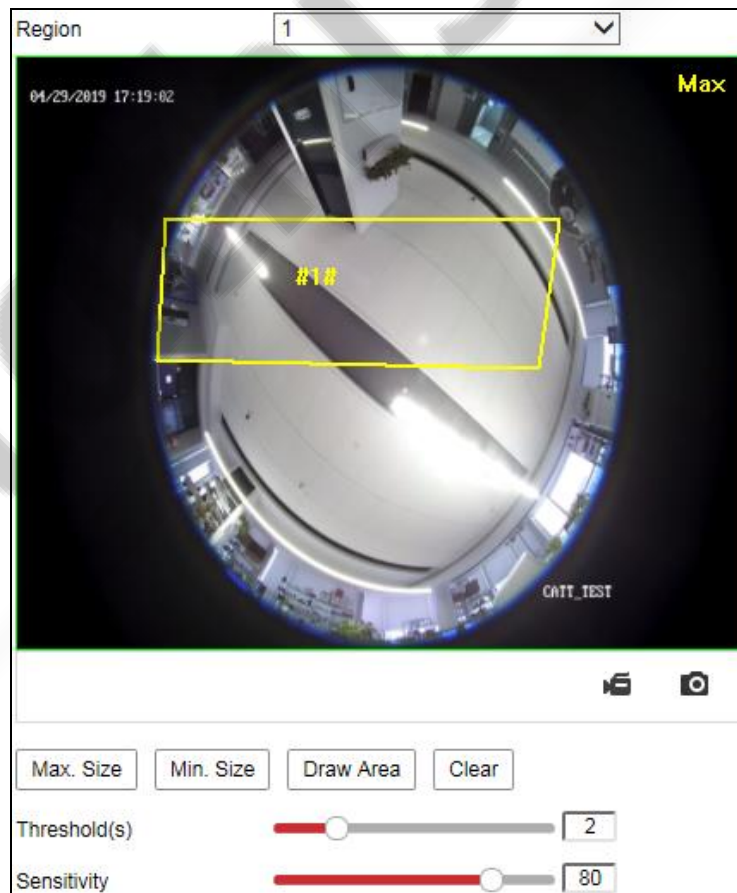 Region 1
Max
04/29/2019 17:19:02
#1#
CATT_TEST
Max. Size Min. Size Draw Area Clear
Threshold(s) 2
Sensitivity 80